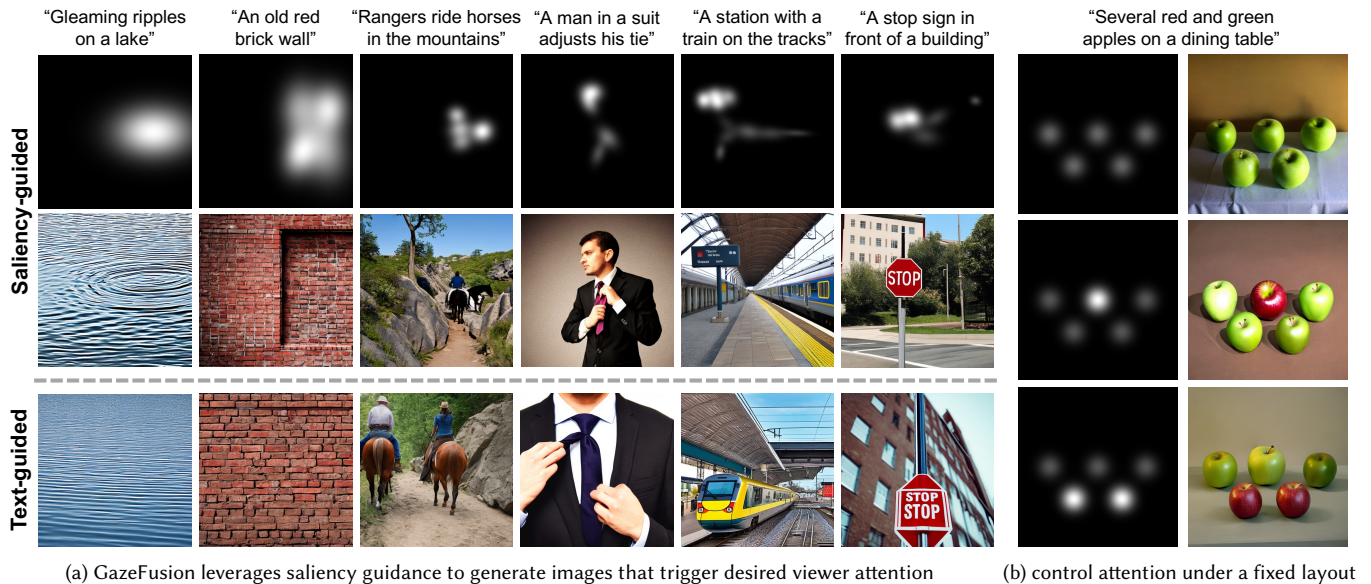 “Gleaming ripples
on a lake”
“An old red
brick wall”
“Rangers ride horses
in the mountains”
“A man in a suit
adjusts his tie”
“A station with a
train on the tracks”
“A stop sign in
front of a building”
“Several red and green
apples on a dining table”
Saliency-guided
STOP
Text-guided
STOP
STOP
(a) GazeFusion leverages saliency guidance to generate images that trigger desired viewer attention
(b) control attention under a fixed layout